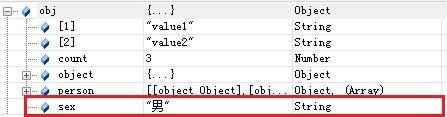 obj {...} Object
[1] "value1" String
[2] "value2" String
count 3 Number
object {...} Object
person [[object Object],[obj... Object, (Array)
sex "男" String